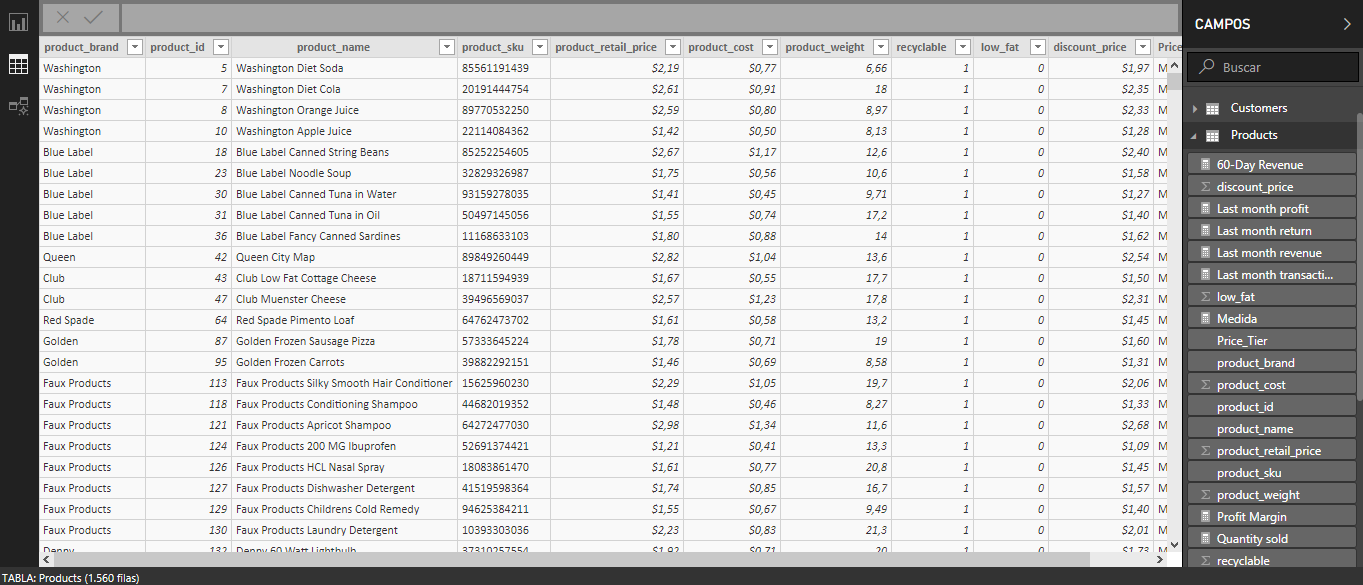 product_brand product_id product_name product_sku product_retail_price product_cost product_weight recyclable low_fat discount_price Price
Washington 5 Washington Diet Soda 85561191439 $2,19 $0,77 6,66 1 0 $1,97 M
Washington 7 Washington Diet Cola 20191444754 $2,61 $0,91 18 1 0 $2,35 M
Washington 8 Washington Orange Juice 89770532250 $2,59 $0,80 8,97 1 0 $2,33 M
Washington 10 Washington Apple Juice 22114084362 $1,42 $0,50 8,13 1 0 $1,28 M
Blue Label 18 Blue Label Canned String Beans 85252254605 $2,67 $1,17 12,6 1 0 $2,40 M
Blue Label 23 Blue Label Noodle Soup 32829326987 $1,75 $0,56 10,6 1 0 $1,58 M
Blue Label 30 Blue Label Canned Tuna in Water 93159278035 $1,41 $0,45 9,71 1 0 $1,27 M
Blue Label 31 Blue Label Canned Tuna in Oil 50497145056 $1,55 $0,74 17,2 1 0 $1,40 M
Blue Label 36 Blue Label Fancy Canned Sardines 11168633103 $1,80 $0,88 14 1 0 $1,62 M
Queen 42 Queen City Map 89849260449 $2,82 $1,04 13,6 1 0 $2,54 M
Club 43 Club Low Fat Cottage Cheese 18711594939 $1,67 $0,55 17,7 1 0 $1,50 M
Club 47 Club Muenster Cheese 39496569037 $2,57 $1,23 17,8 1 0 $2,31 M
Red Spade 64 Red Spade Pimento Loaf 64762473702 $1,61 $0,58 13,2 1 0 $1,45 M
Golden 87 Golden Frozen Sausage Pizza 57333645224 $1,78 $0,71 19 1 0 $1,60 M
Golden 95 Golden Frozen Carrots 39882292151 $1,46 $0,69 8,58 1 0 $1,31 M
Faux Products 113 Faux Products Silky Smooth Hair Conditioner 15625960230 $2,29 $1,05 19,7 1 0 $2,06 M
Faux Products 118 Faux Products Conditioning Shampoo 44682019352 $1,48 $0,46 8,27 1 0 $1,33 M
Faux Products 121 Faux Products Apricot Shampoo 64272477030 $2,98 $1,34 11,6 1 0 $2,68 M
Faux Products 124 Faux Products 200 MG Ibuprofen 52691374421 $1,21 $0,41 13,3 1 0 $1,09 M
Faux Products 126 Faux Products HCL Nasal Spray 18083861470 $1,61 $0,77 20,8 1 0 $1,45 M
Faux Products 127 Faux Products Dishwasher Detergent 41519598364 $1,74 $0,85 16,7 1 0 $1,57 M
Faux Products 129 Faux Products Childrens Cold Remedy 94625384211 $1,55 $0,67 9,49 1 0 $1,40 M
Faux Products 130 Faux Products Laundry Detergent 10393303036 $2,23 $0,83 21,3 1 0 $2,01 M
Denny 132 Denny 60 Watt Lightbulb 37310257554 $1,92 $0,71 20 1 0 $1,73 M
TABLA: Products (1.560 filas)
CAMPOS
Buscar
Customers
Products
60-Day Revenue
discount_price
Last month profit
Last month return
Last month revenue
Last month transacti...
low_fat
Medida
Price_Tier
product_brand
product_cost
product_id
product_name
product_retail_price
product_sku
product_weight
Profit Margin
Quantity sold
recyclable